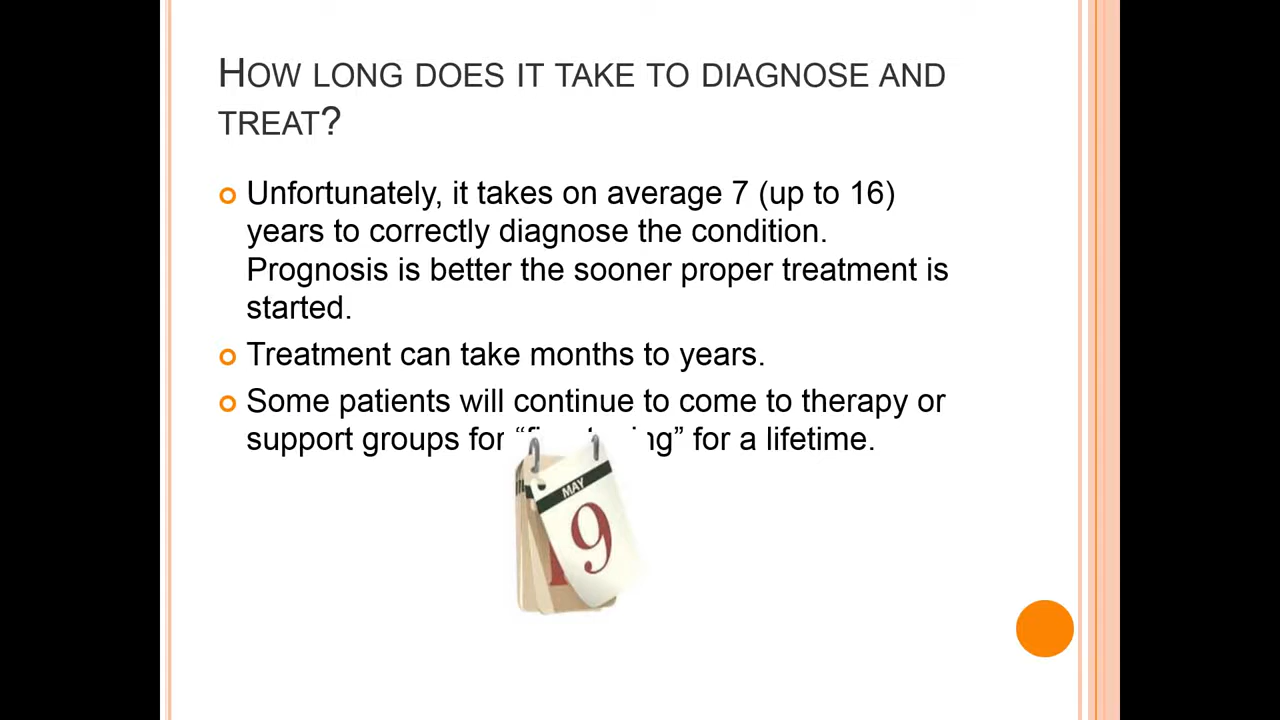 HOW LONG DOES IT TAKE TO DIAGNOSE AND
TREAT?
Unfortunately, it takes on average 7 (up to 16)
years to correctly diagnose the condition.
Prognosis is better the sooner proper treatment is
started.
Treatment can take months to years.
Some patients will continue to come to therapy or
support groups for for a lifetime.
MAY
9